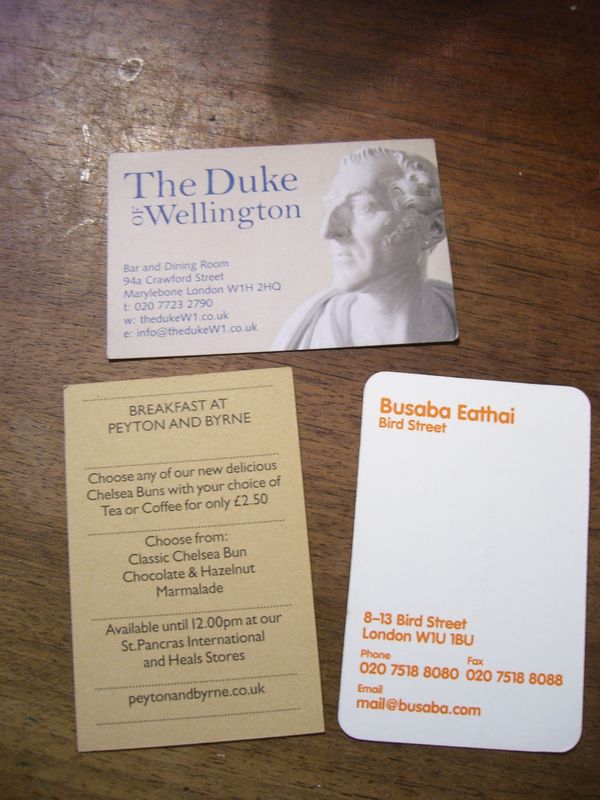 The Duke
OF Wellington
Bar and Dining Room
94a Crawford Street
Marylebone London W1H 2HQ
t: 020 7723 2790
w: thedukeW1.co.uk
e: info@thedukeW1.co.uk
BREAKFAST AT
PEYTON AND BYRNE
Choose any of our new delicious
Chelsea Buns with your choice of
Tea or Coffee for only £2.50
Choose from:
Classic Chelsea Bun
Chocolate & Hazelnut
Marmalade
Available until 12.00pm at our
St.Pancras International
and Heals Stores
peytonandbyrne.co.uk
Busaba Eathai
Bird Street
8-13 Bird Street
London W1U 1BU
Phone Fax
020 7518 8080 020 7518 8088
Email
mail@busaba.com